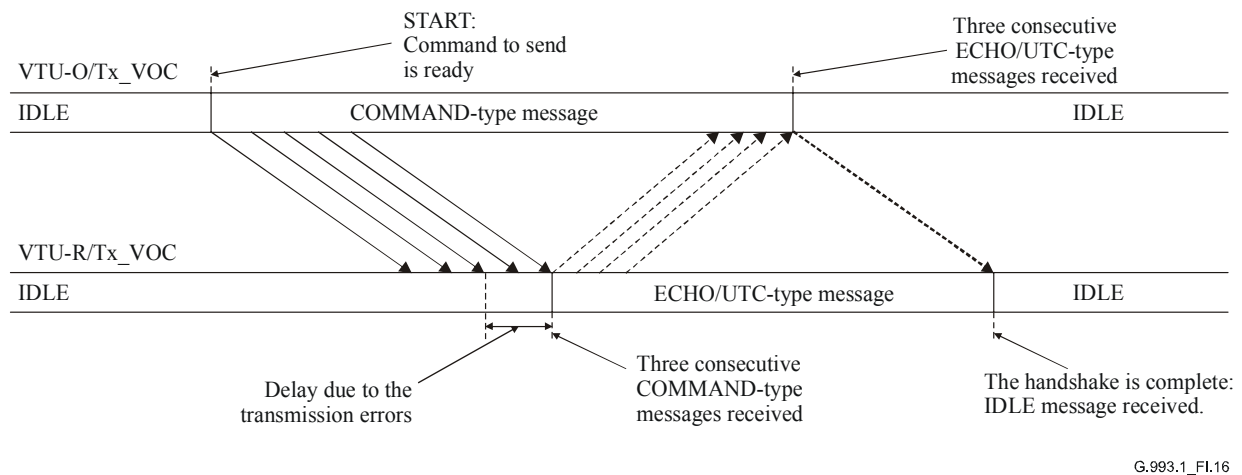 START:
Command to send
is ready
Three consecutive
ECHO/UTC-type
messages received
VTU-O/Tx_VOC
IDLE
COMMAND-type message
IDLE
VTU-R/Tx_VOC
IDLE
ECHO/UTC-type message
IDLE
Delay due to the
transmission errors
Three consecutive
COMMAND-type
messages received
The handshake is complete:
IDLE message received.
G.993.1_FI.16